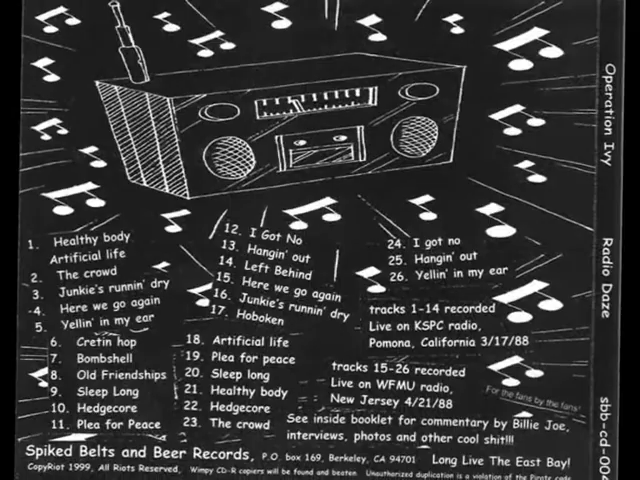 1. Healthy body
Artificial life
2. The crowd
3. Junkie's runnin' dry
4. Here we go again
5. Yellin' in my ear
6. Cretin hop
7. Bombshell
8. Old Friendships
9. Sleep Long
10. Hedgecore
11. Plea for Peace
12. I Got No
13. Hangin' out
14. Left Behind
15. Here we go again
16. Junkie's runnin' dry
17. Hoboken
18. Artificial life
19. Plea for peace
20. Sleep long
21. Healthy body
22. Hedgecore
23. The crowd
24. I got no
25. Hangin' out
26. Yellin' in my ear
tracks 1-14 recorded
Live on KSPC radio,
Pomona, California 3/17/88
tracks 15-26 recorded
Live on WFMU radio,
New Jersey 4/21/88
For the fans by the fans!
See inside booklet for commentary by Billie Joe,
interviews, photos and other cool shit!!!
Spiked Belts and Beer Records, P.O. box 169, Berkeley, CA 94701 Long Live The East Bay!
CopyRiot 1999, All Riots Reserved, Wimpy CD-R copiers will be found and beaten. Unauthorized duplication is a violation of the Pirate code
Operation Ivy Radio Daze sbb-cd-004